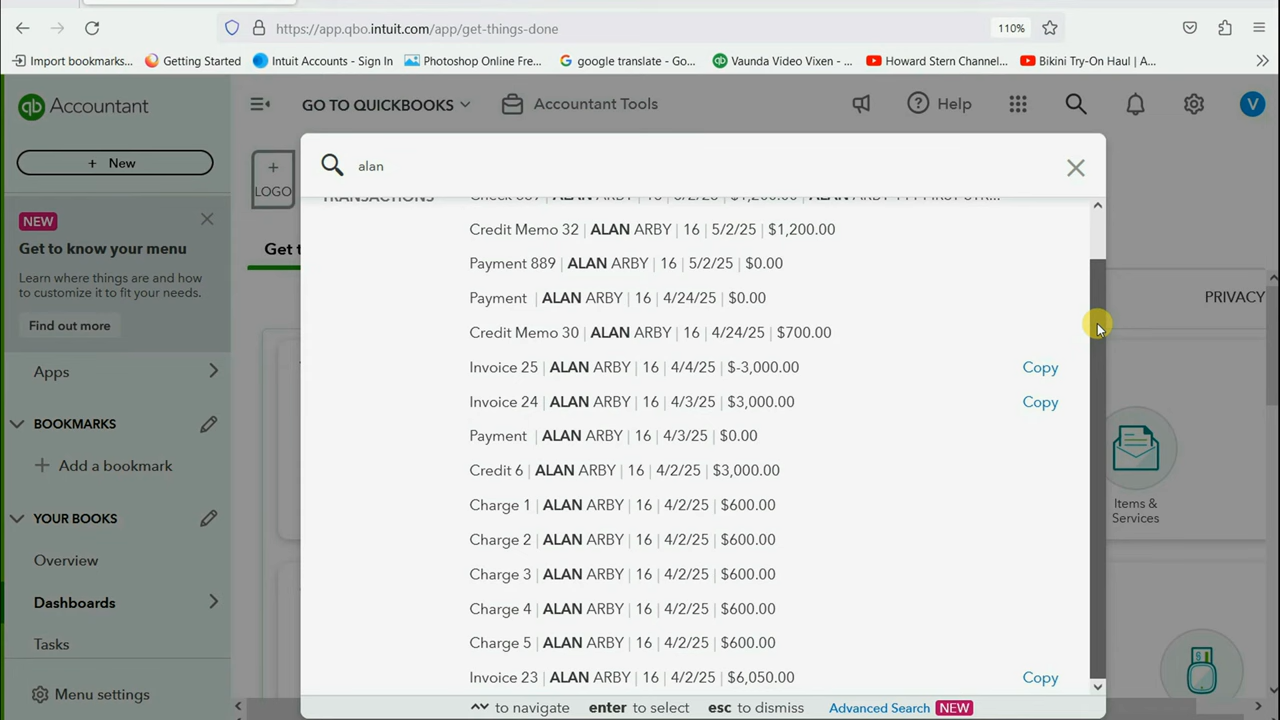 https://app.qbo.intuit.com/app/get-things-done
110%
Import bookmarks...
Getting Started
Intuit Acconts - Sign In
Photoshop Online Fre...
google translate - Go...
Vaunda Video Vixen - ...
Howard Stern Channel...
Bikini Try-On Haul | A...
qb Accountant
GO TO QUICKBOOKS
Accountant Tools
Help
V
+ New
+ LOGO
alan
NEW
Get to know your menu
Learn where things are and how
to customize it to fit your needs.
Find out more
Get t
PRIVACY
Apps
BOOKMARKS
+ Add a bookmark
YOUR BOOKS
Overview
Dashboards
Tasks
Menu settings
TRANSACTIONS
Credit Memo 32 | ALAN ARBY | 16 | 5/2/25 | $1,200.00
Payment 889 | ALAN ARBY | 16 | 5/2/25 | $0.00
Payment | ALAN ARBY | 16 | 4/24/25 | $0.00
Credit Memo 30 | ALAN ARBY | 16 | 4/24/25 | $700.00
Invoice 25 | ALAN ARBY | 16 | 4/4/25 | $-3,000.00 Copy
Invoice 24 | ALAN ARBY | 16 | 4/3/25 | $3,000.00 Copy
Payment | ALAN ARBY | 16 | 4/3/25 | $0.00
Credit 6 | ALAN ARBY | 16 | 4/2/25 | $3,000.00
Charge 1 | ALAN ARBY | 16 | 4/2/25 | $600.00
Charge 2 | ALAN ARBY | 16 | 4/2/25 | $600.00
Charge 3 | ALAN ARBY | 16 | 4/2/25 | $600.00
Charge 4 | ALAN ARBY | 16 | 4/2/25 | $600.00
Charge 5 | ALAN ARBY | 16 | 4/2/25 | $600.00
Invoice 23 | ALAN ARBY | 16 | 4/2/25 | $6,050.00 Copy
to navigate enter to select esc to dismiss Advanced Search NEW
Items &
Services